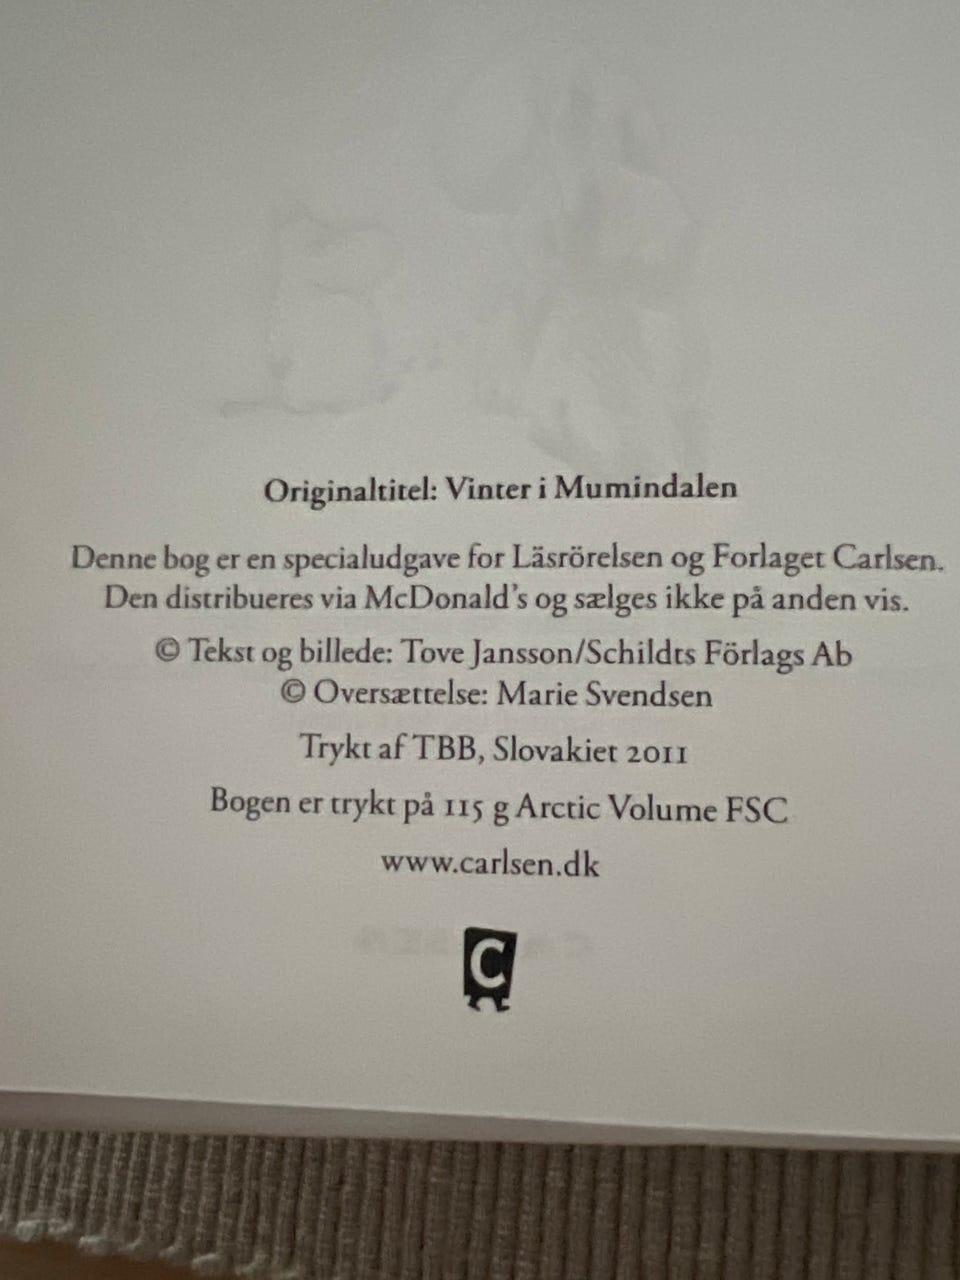 Originaltitel: Vinter i Mumindalen
Denne bog er en specialudgave for Läsrörelsen og Forlaget Carlsen.
Den distribueres via McDonald's og sælges ikke på anden vis.
© Tekst og billede: Tove Jansson/Schildts Förlags Ab
© Oversættelse: Marie Svendsen
Trykt af TBB, Slovakiet 2011
Bogen er trykt på 115 g Arctic Volume FSC
www.carlsen.dk
C